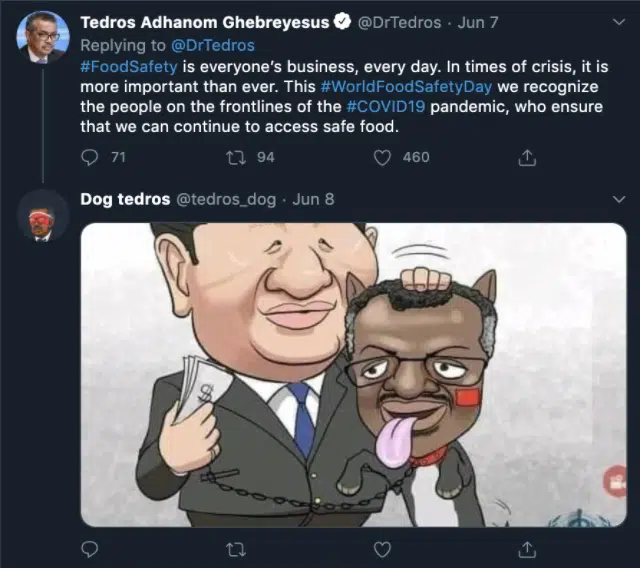 Tedros Adhanom Ghebreyesus @DrTedros · Jun 7
Replying to @DrTedros
#FoodSafety is everyone's business, every day. In times of crisis, it is
more important than ever. This #WorldFoodSafetyDay we recognize
the people on the frontlines of the #COVID19 pandemic, who ensure
that we can continue to access safe food.
71 94 460
Dog tedros @tedros_dog · Jun 8
$